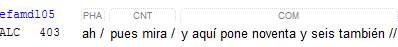 efamdl05 PHA CNT COM
ALC 403 ah / pues mira / y aquí pone noventa y seis también //